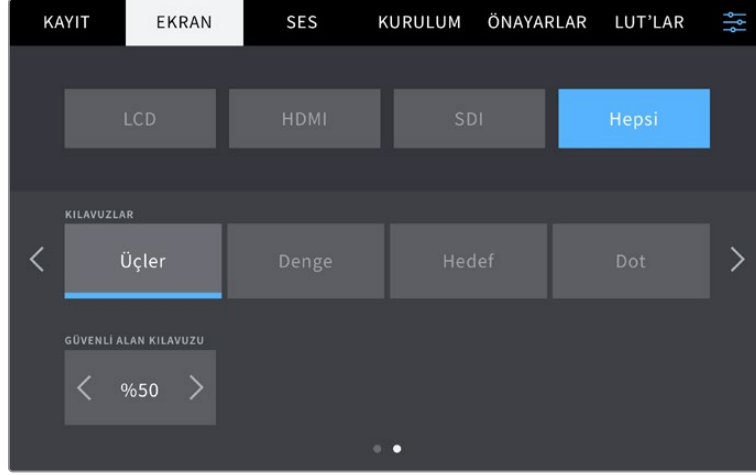 KAYIT EKRAN SES KURULUM ÖNAYARLAR LUT’LAR
LCD HDMI SDI Hepsi
KILAVUZLAR
Üçler Denge Hedef Dot
GÜVENLİ ALAN KILAVUZU
%50